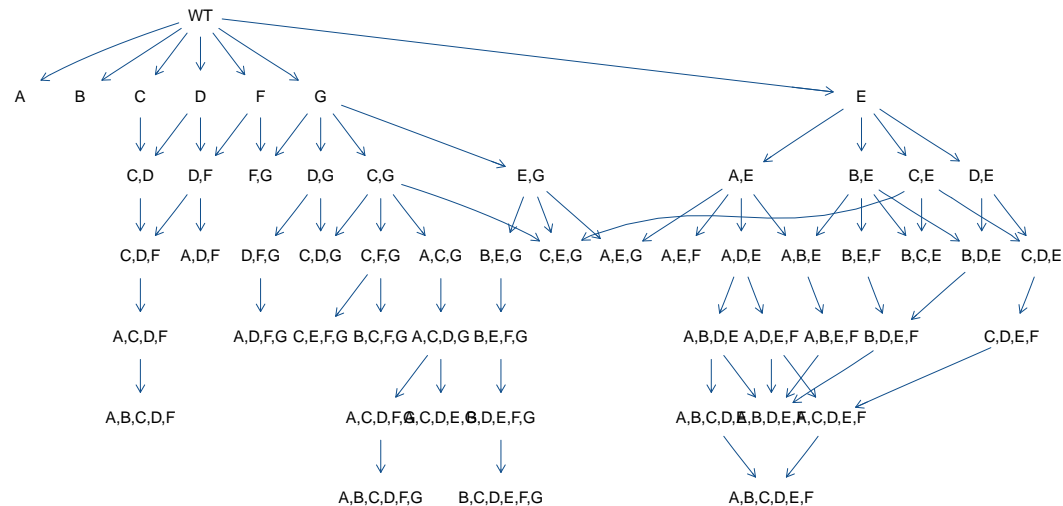 WT
A B C D F G E
C,D D,F F,G D,G C,G E,G A,E B,E C,E D,E
C,D,F A,D,F D,F,G C,D,G C,F,G A,C,G B,E,G C,E,G A,E,G A,E,F A,D,E A,B,E B,E,F B,C,E B,D,E C,D,E
A,C,D,F A,D,F,G C,E,F,G B,C,F,G A,C,D,G B,E,F,G A,B,D,E A,D,E,F A,B,E,F B,D,E,F C,D,E,F
A,B,C,D,F A,C,D,F,G A,C,D,E,G B,D,E,F,G A,B,C,D,E A,B,D,E,F A,C,D,E,F
A,B,C,D,F,G B,C,D,E,F,G A,B,C,D,E,F